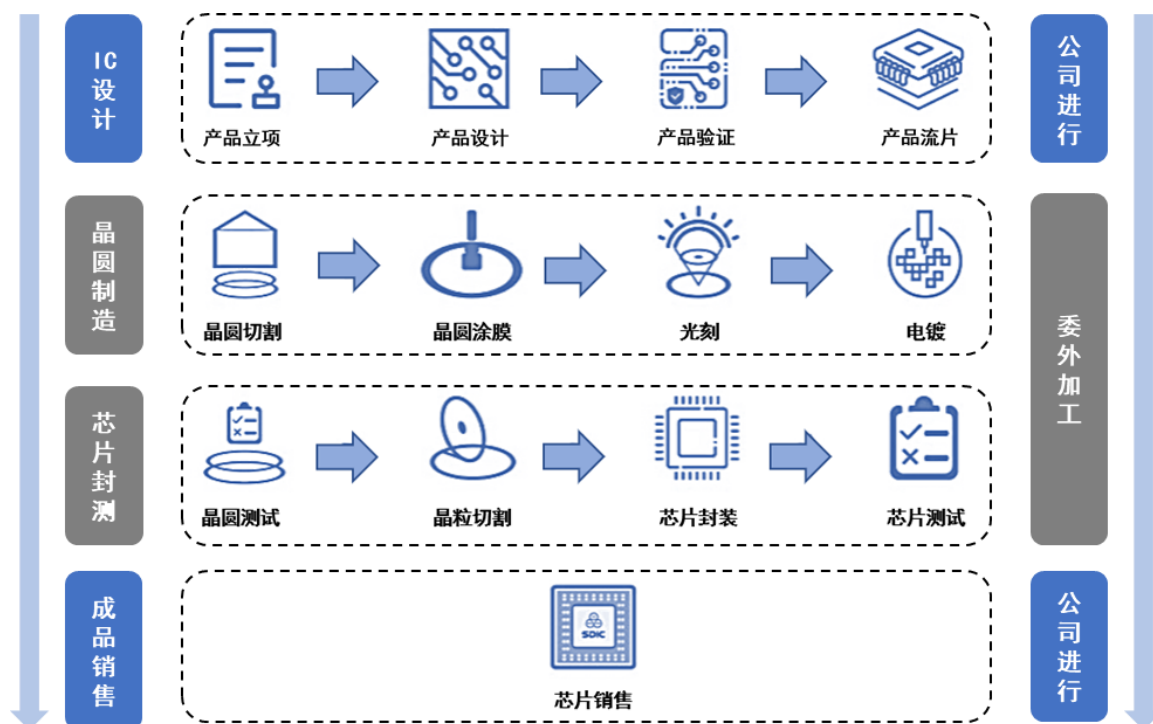 IC设计
产品立项
产品设计
产品验证
产品流片
公司进行
晶圆制造
晶圆切割
晶圆涂膜
光刻
电镀
委外加工
芯片封测
晶圆测试
晶粒切割
芯片封装
芯片测试
成品销售
SDIC
芯片销售
公司进行